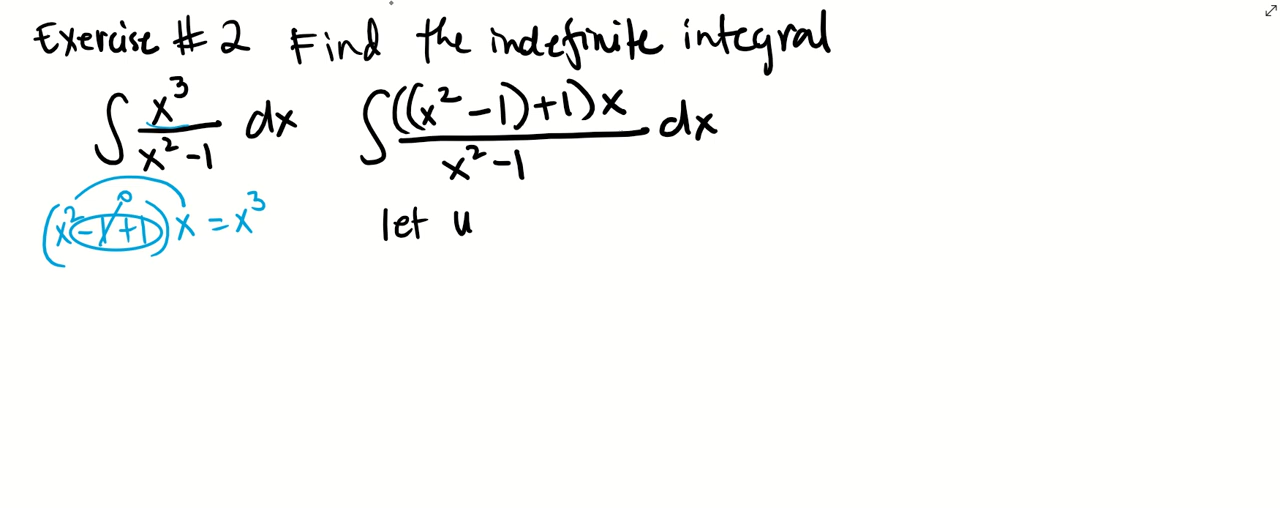 Exercise # 2 Find the indefinite integral
∫ x³/(x² - 1) dx ∫ ((x² - 1) + 1) x/(x² - 1) dx
(x² - 1 + 1) x = x³ let u
0